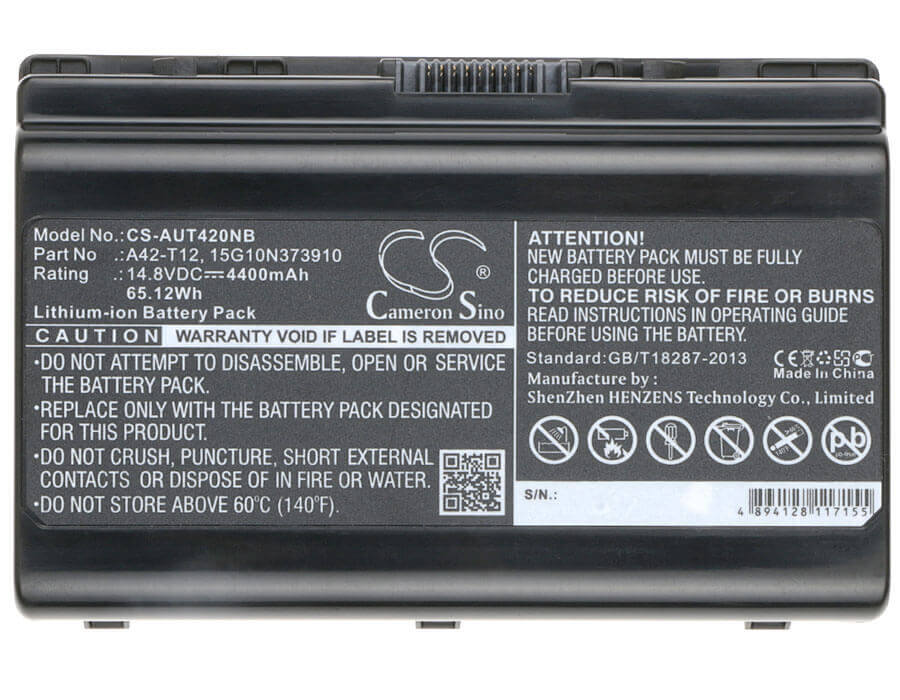 Model No.:CS-AUT420NB
Part No :A42-T12, 15G10N373910
Rating :14.8VDC⎓4400mAh
65.12Wh
Lithium-ion Battery Pack
CS®
Cameron Sino
CAUTION WARRANTY VOID IF LABEL IS REMOVED
•DO NOT ATTEMPT TO DISASSEMBLE, OPEN OR SERVICE
THE BATTERY PACK.
•REPLACE ONLY WITH THE BATTERY PACK DESIGNATED
FOR THIS PRODUCT.
•DO NOT CRUSH, PUNCTURE, SHORT EXTERNAL
CONTACTS OR DISPOSE OF IN FIRE OR WATER.
•DO NOT STORE ABOVE 60°C (140°F).
ATTENTION!
NEW BATTERY PACK MUST BE FULLY
CHARGED BEFORE USE.
TO REDUCE RISK OF FIRE OR BURNS
READ INSTRUCTIONS IN OPERATING GUIDE
BEFORE USING THE BATTERY.
Standard:GB/T18287-2013
CE
Made In China
Manufacture by :
ShenZhen HENZENS Technology Co., Limited
pb
S/N.:
4 894128 117155